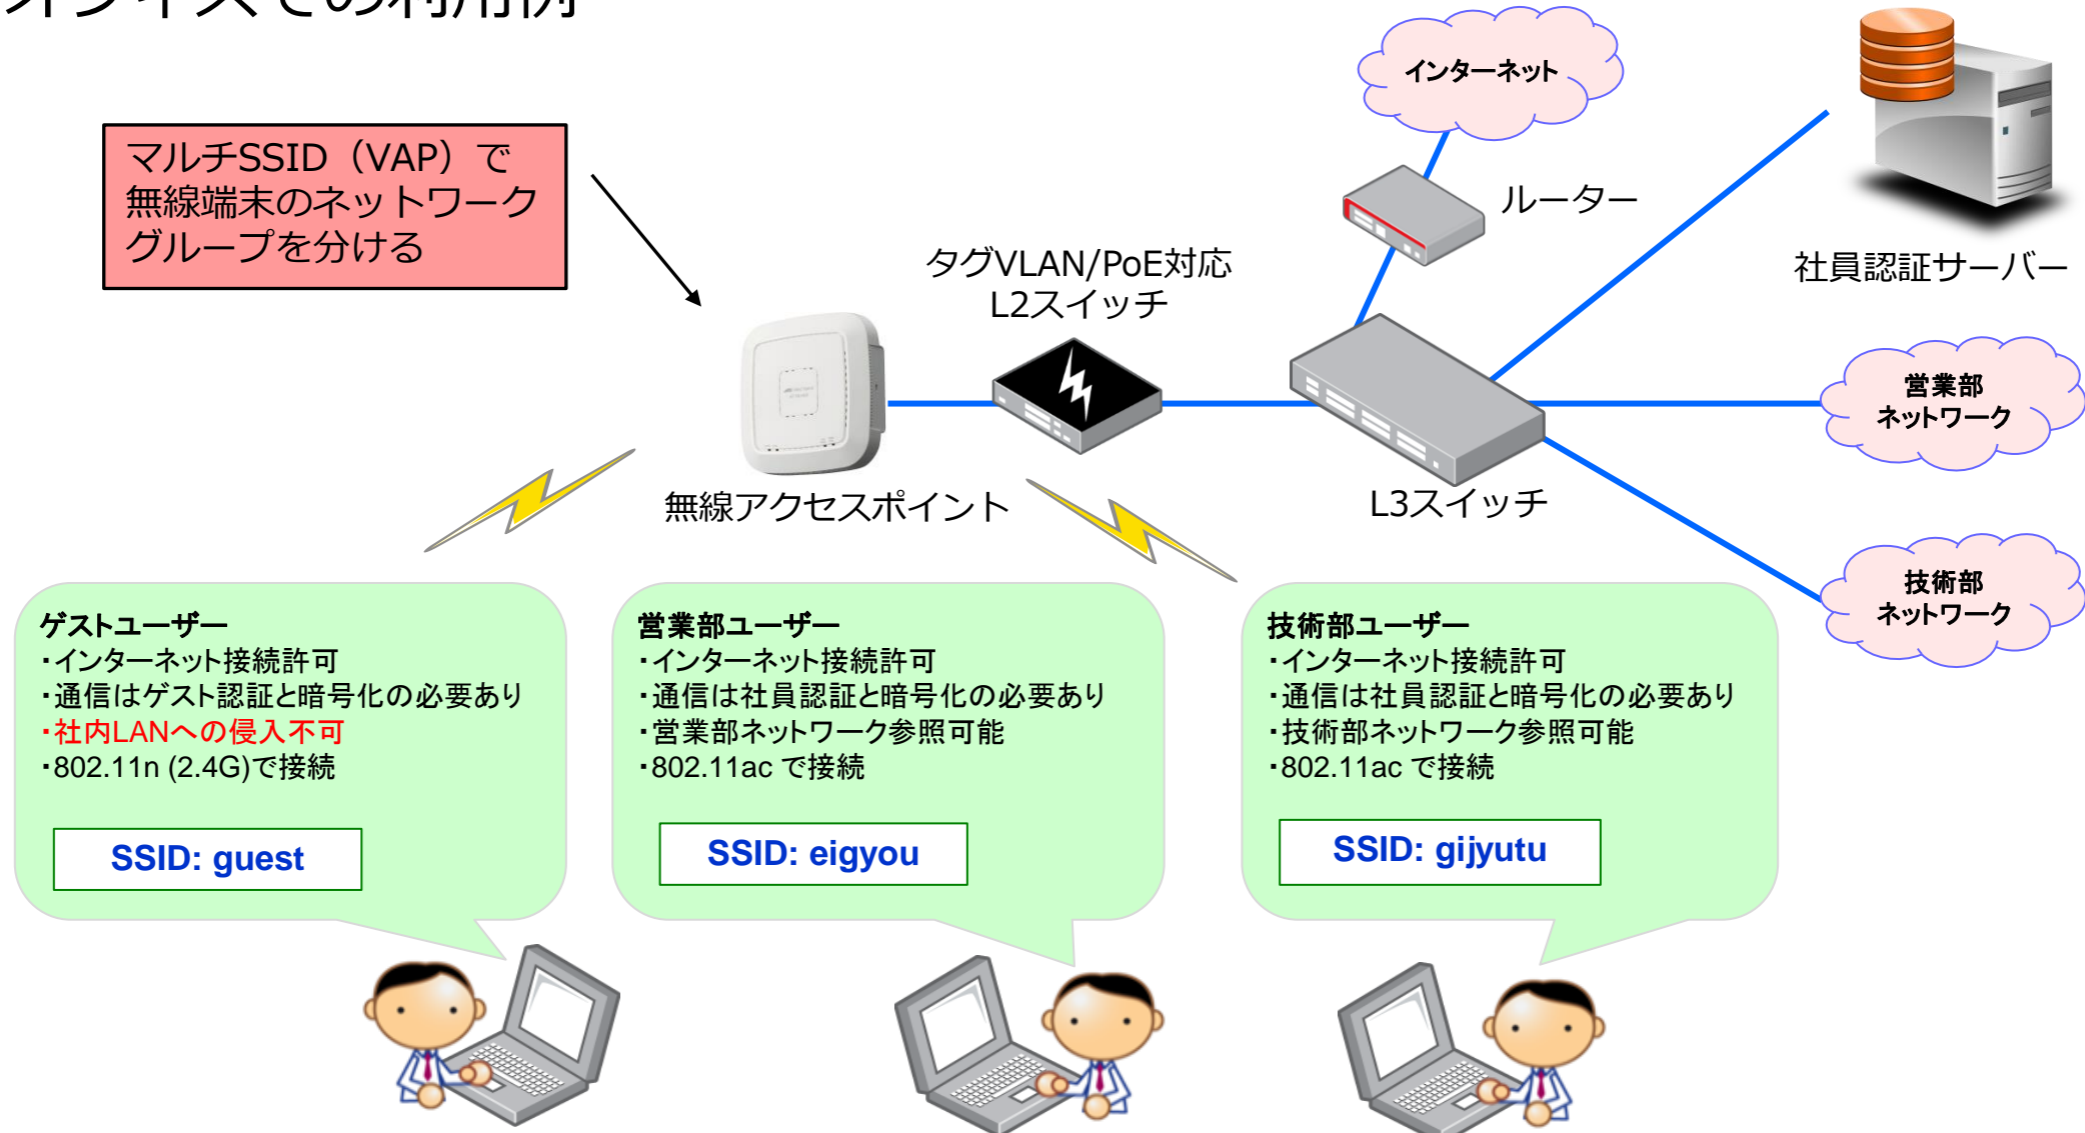 オフィスでの利用例
インターネット
マルチSSID（VAP）で
無線端末のネットワーク
グループを分ける
ルーター
タグVLAN/PoE対応
L2スイッチ
社員認証サーバー
営業部
ネットワーク
無線アクセスポイント
L3スイッチ
技術部
ネットワーク
ゲストユーザー
・インターネット接続許可
・通信はゲスト認証と暗号化の必要あり
・社内LANへの侵入不可
・802.11n (2.4G)で接続
SSID: guest
営業部ユーザー
・インターネット接続許可
・通信は社員認証と暗号化の必要あり
・営業部ネットワーク参照可能
・802.11ac で接続
SSID: eigyou
技術部ユーザー
・インターネット接続許可
・通信は社員認証と暗号化の必要あり
・技術部ネットワーク参照可能
・802.11ac で接続
SSID: gijyutu